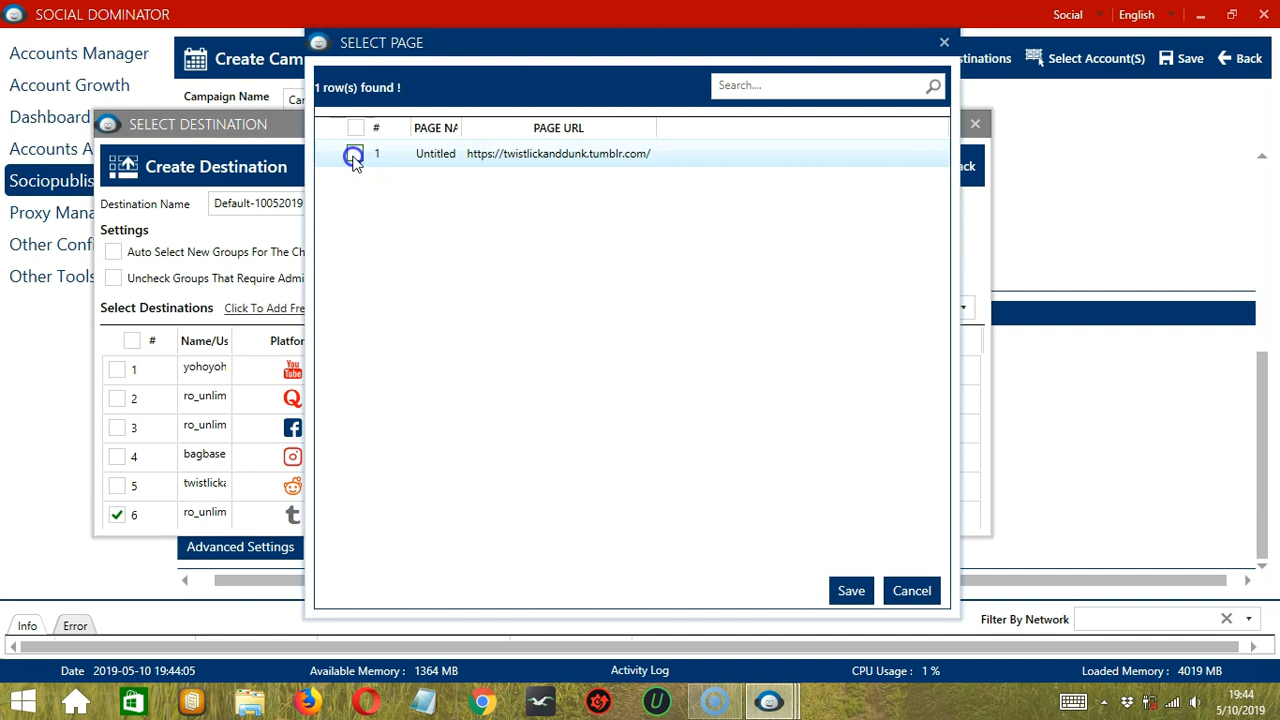 SOCIAL DOMINATOR
Social
English
Accounts Manager
Account Growth
Dashboard
Accounts A
Sociopublis
Proxy Mana
Other Confi
Other Tools
Create Cam
stinations
Select Account(S)
Save
Back
Campaign Name
Can
SELECT DESTINATION
Create Destination
ack
Destination Name
Default-10052019
Settings
Auto Select New Groups For The Ch
Uncheck Groups That Require Admi
Select Destinations
Click To Add Fre
#
Name/Us
Platfor
1
yohoyoh
You Tube
2
ro_unlim
3
ro_unlim
4
bagbase
5
twistlicka
6
ro_unlim
Advanced Settings
SELECT PAGE
1 row(s) found !
Search....
#
PAGE NA
PAGE URL
1
Untitled
https://twistlickanddunk.tumblr.com/
Save
Cancel
Info
Error
Filter By Network
Date 2019-05-10 19:44:05
Available Memory : 1364 MB
Activity Log
CPU Usage : 1 %
Loaded Memory : 4019 MB
19:44
5/10/2019